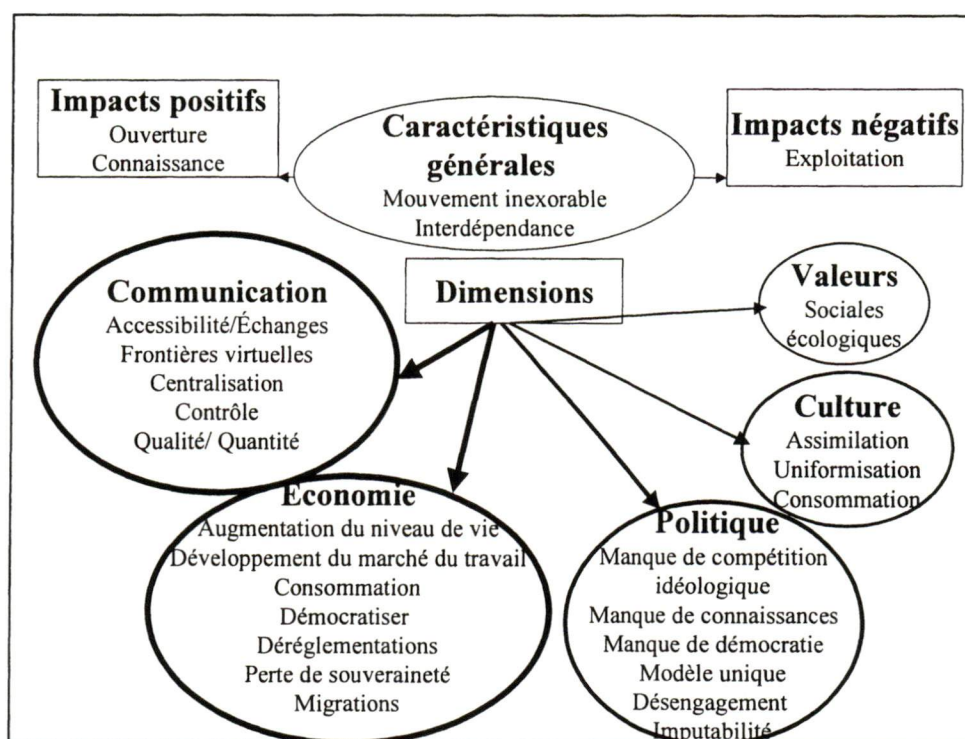 Impacts positifs
Ouverture
Connaissance
Caractéristiques
générales
Mouvement inexorable
Interdépendance
Impacts négatifs
Exploitation
Dimensions
Communication
Accessibilité/Échanges
Frontières virtuelles
Centralisation
Contrôle
Qualité/ Quantité
Valeurs
Sociales
écologiques
Culture
Assimilation
Uniformisation
Consommation
Économie
Augmentation du niveau de vie
Développement du marché du travail
Consommation
Démocratiser
Déréglementations
Perte de souveraineté
Migrations
Politique
Manque de compétition
idéologique
Manque de connaissances
Manque de démocratie
Modèle unique
Désengagement
Imputabilité